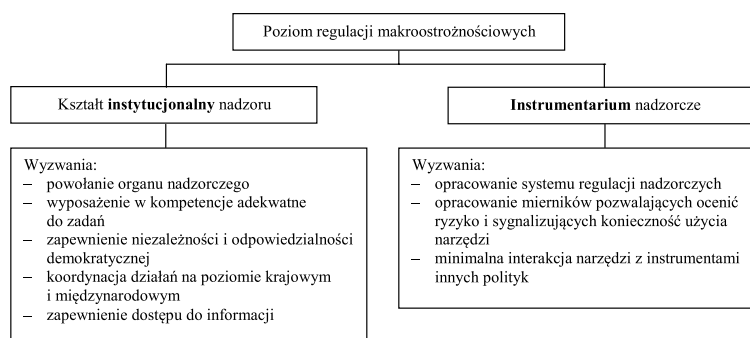 Poziom regulacji makroostrożnościowych
Kształt instytucjonalny nadzoru
Instrumentarium nadzorcze
Wyzwania:
– powołanie organu nadzorczego
– wyposażenie w kompetencje adekwatne
do zadań
– zapewnienie niezależności i odpowiedzialności
demokratycznej
– koordynacja działań na poziomie krajowym
i międzynarodowym
– zapewnienie dostępu do informacji
Wyzwania:
– opracowanie systemu regulacji nadzorczych
– opracowanie mierników pozwalających ocenić
ryzyko i sygnalizujących konieczność użycia
narzędzi
– minimalna interakcja narzędzi z instrumentami
innych polityk